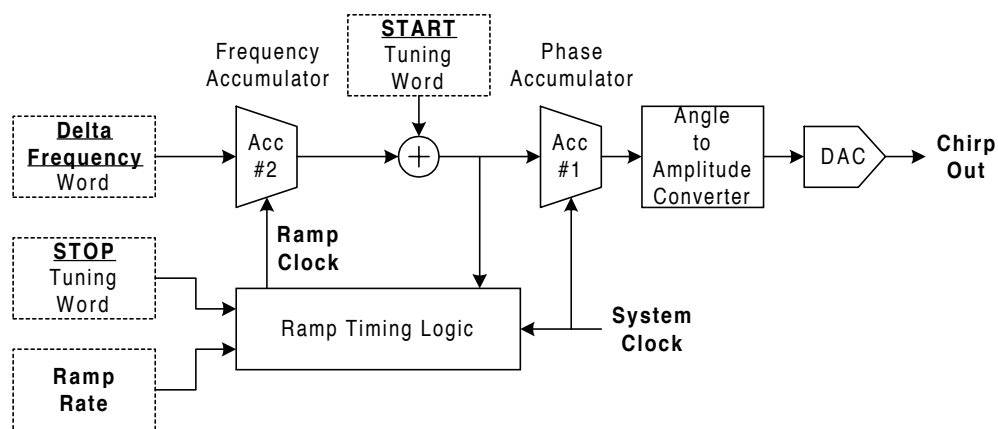 Frequency
Accumulator
START
Tuning
Word
Phase
Accumulator
Delta
Frequency
Word
Acc
#2
+
Acc
#1
Angle
to
Amplitude
Converter
DAC
Chirp
Out
Ramp
Clock
STOP
Tuning
Word
Ramp Timing Logic
System
Clock
Ramp
Rate